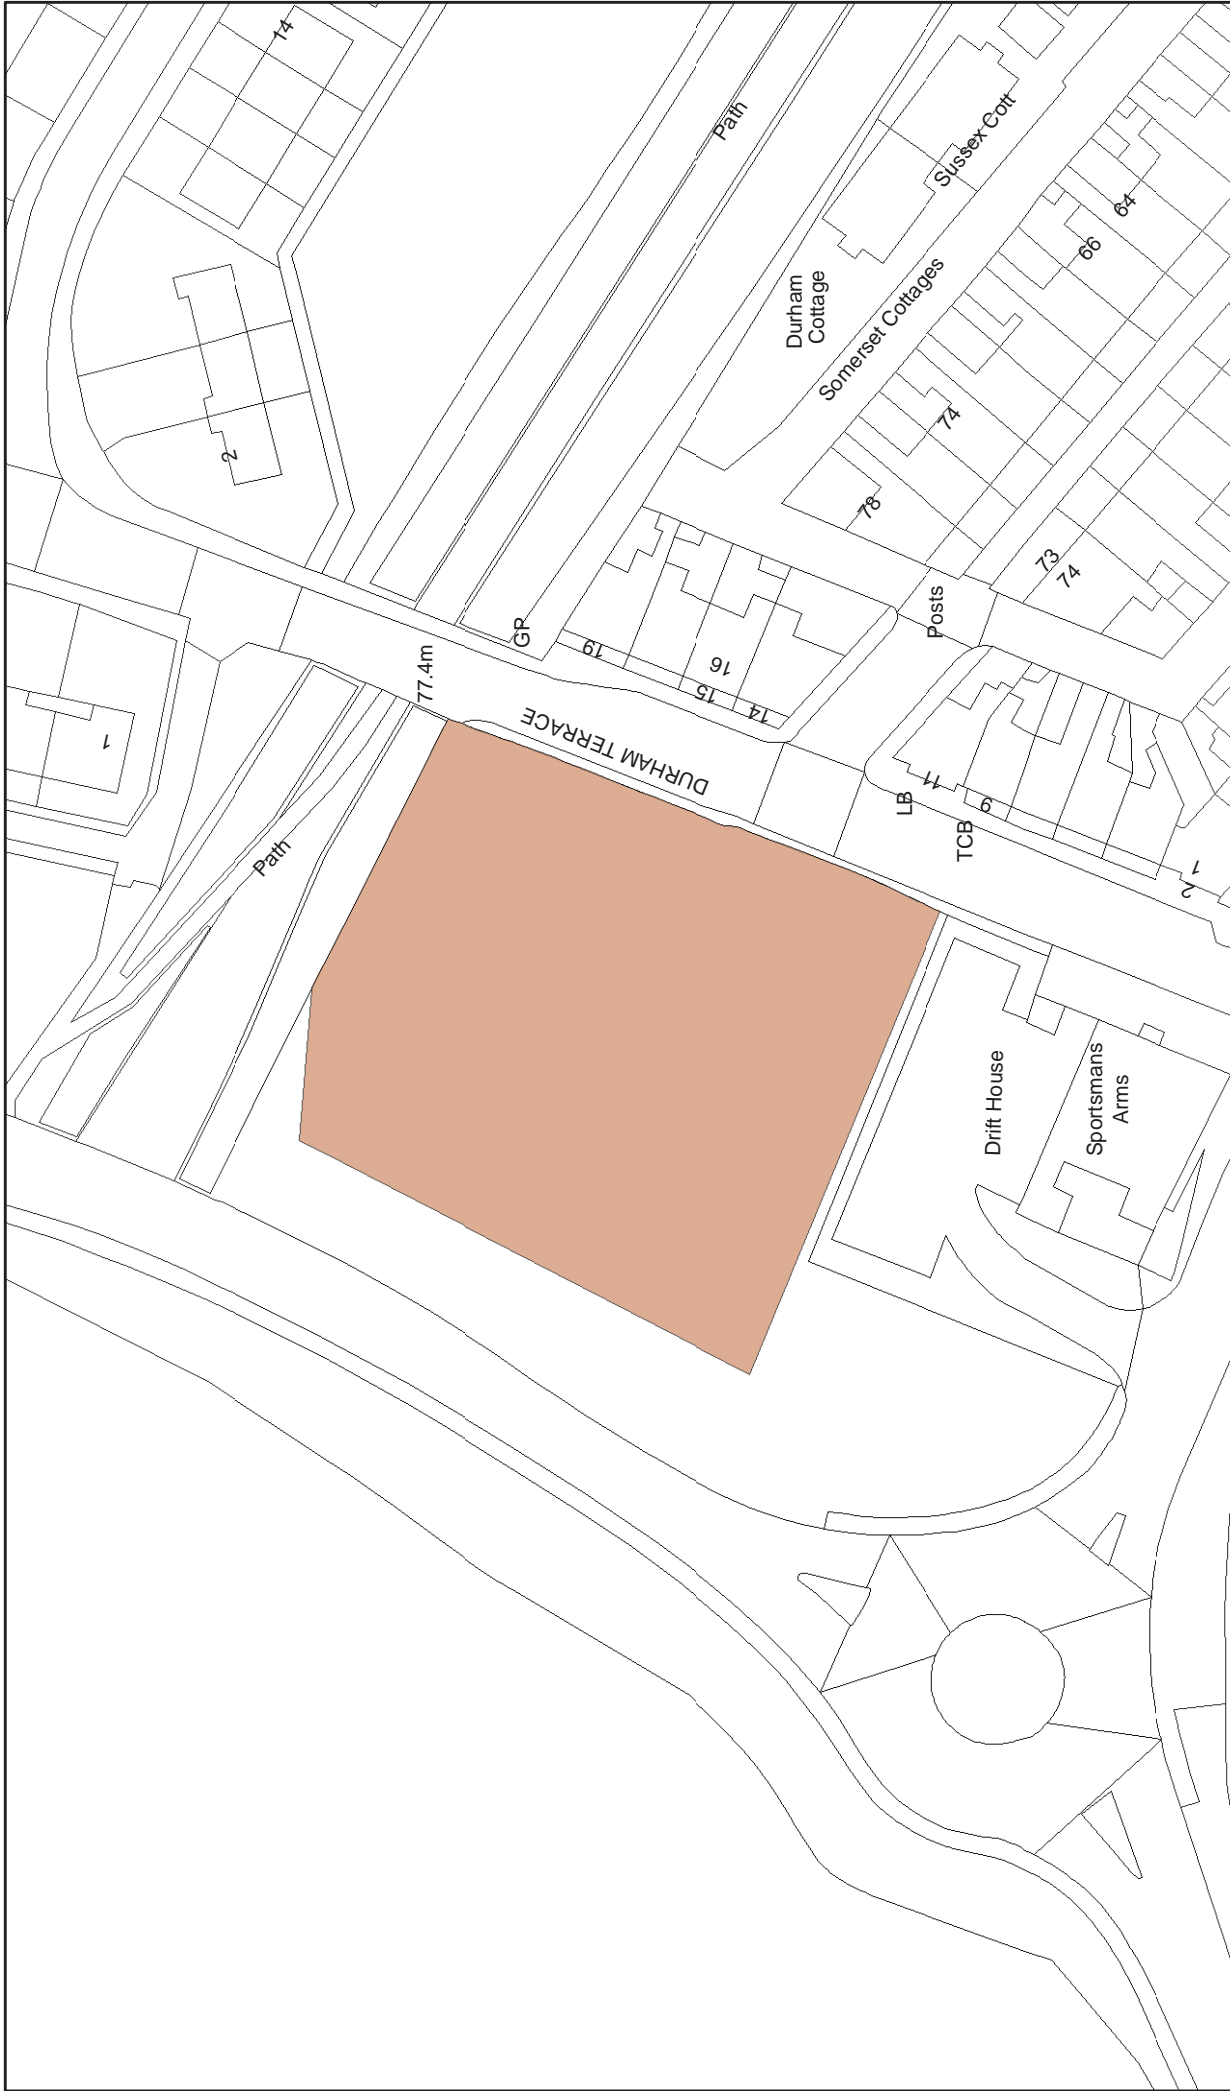 14
Path
Sussex Cott
64
66
Durham
Cottage
Somerset Cottages
74
78
2
73
74
Posts
GP
19
16
15
14
77.4m
DURHAM TERRACE
1
Path
LB
11
9
TCB
1
2
Drift House
Sportsmans
Arms